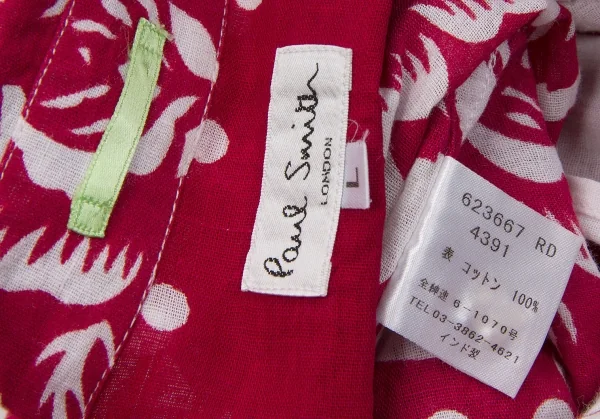 Paul Smith
LONDON
L
623667 RD
4391
表 コットン 100%
全繊連 6-1070号
TEL03-3862-4621
インド製